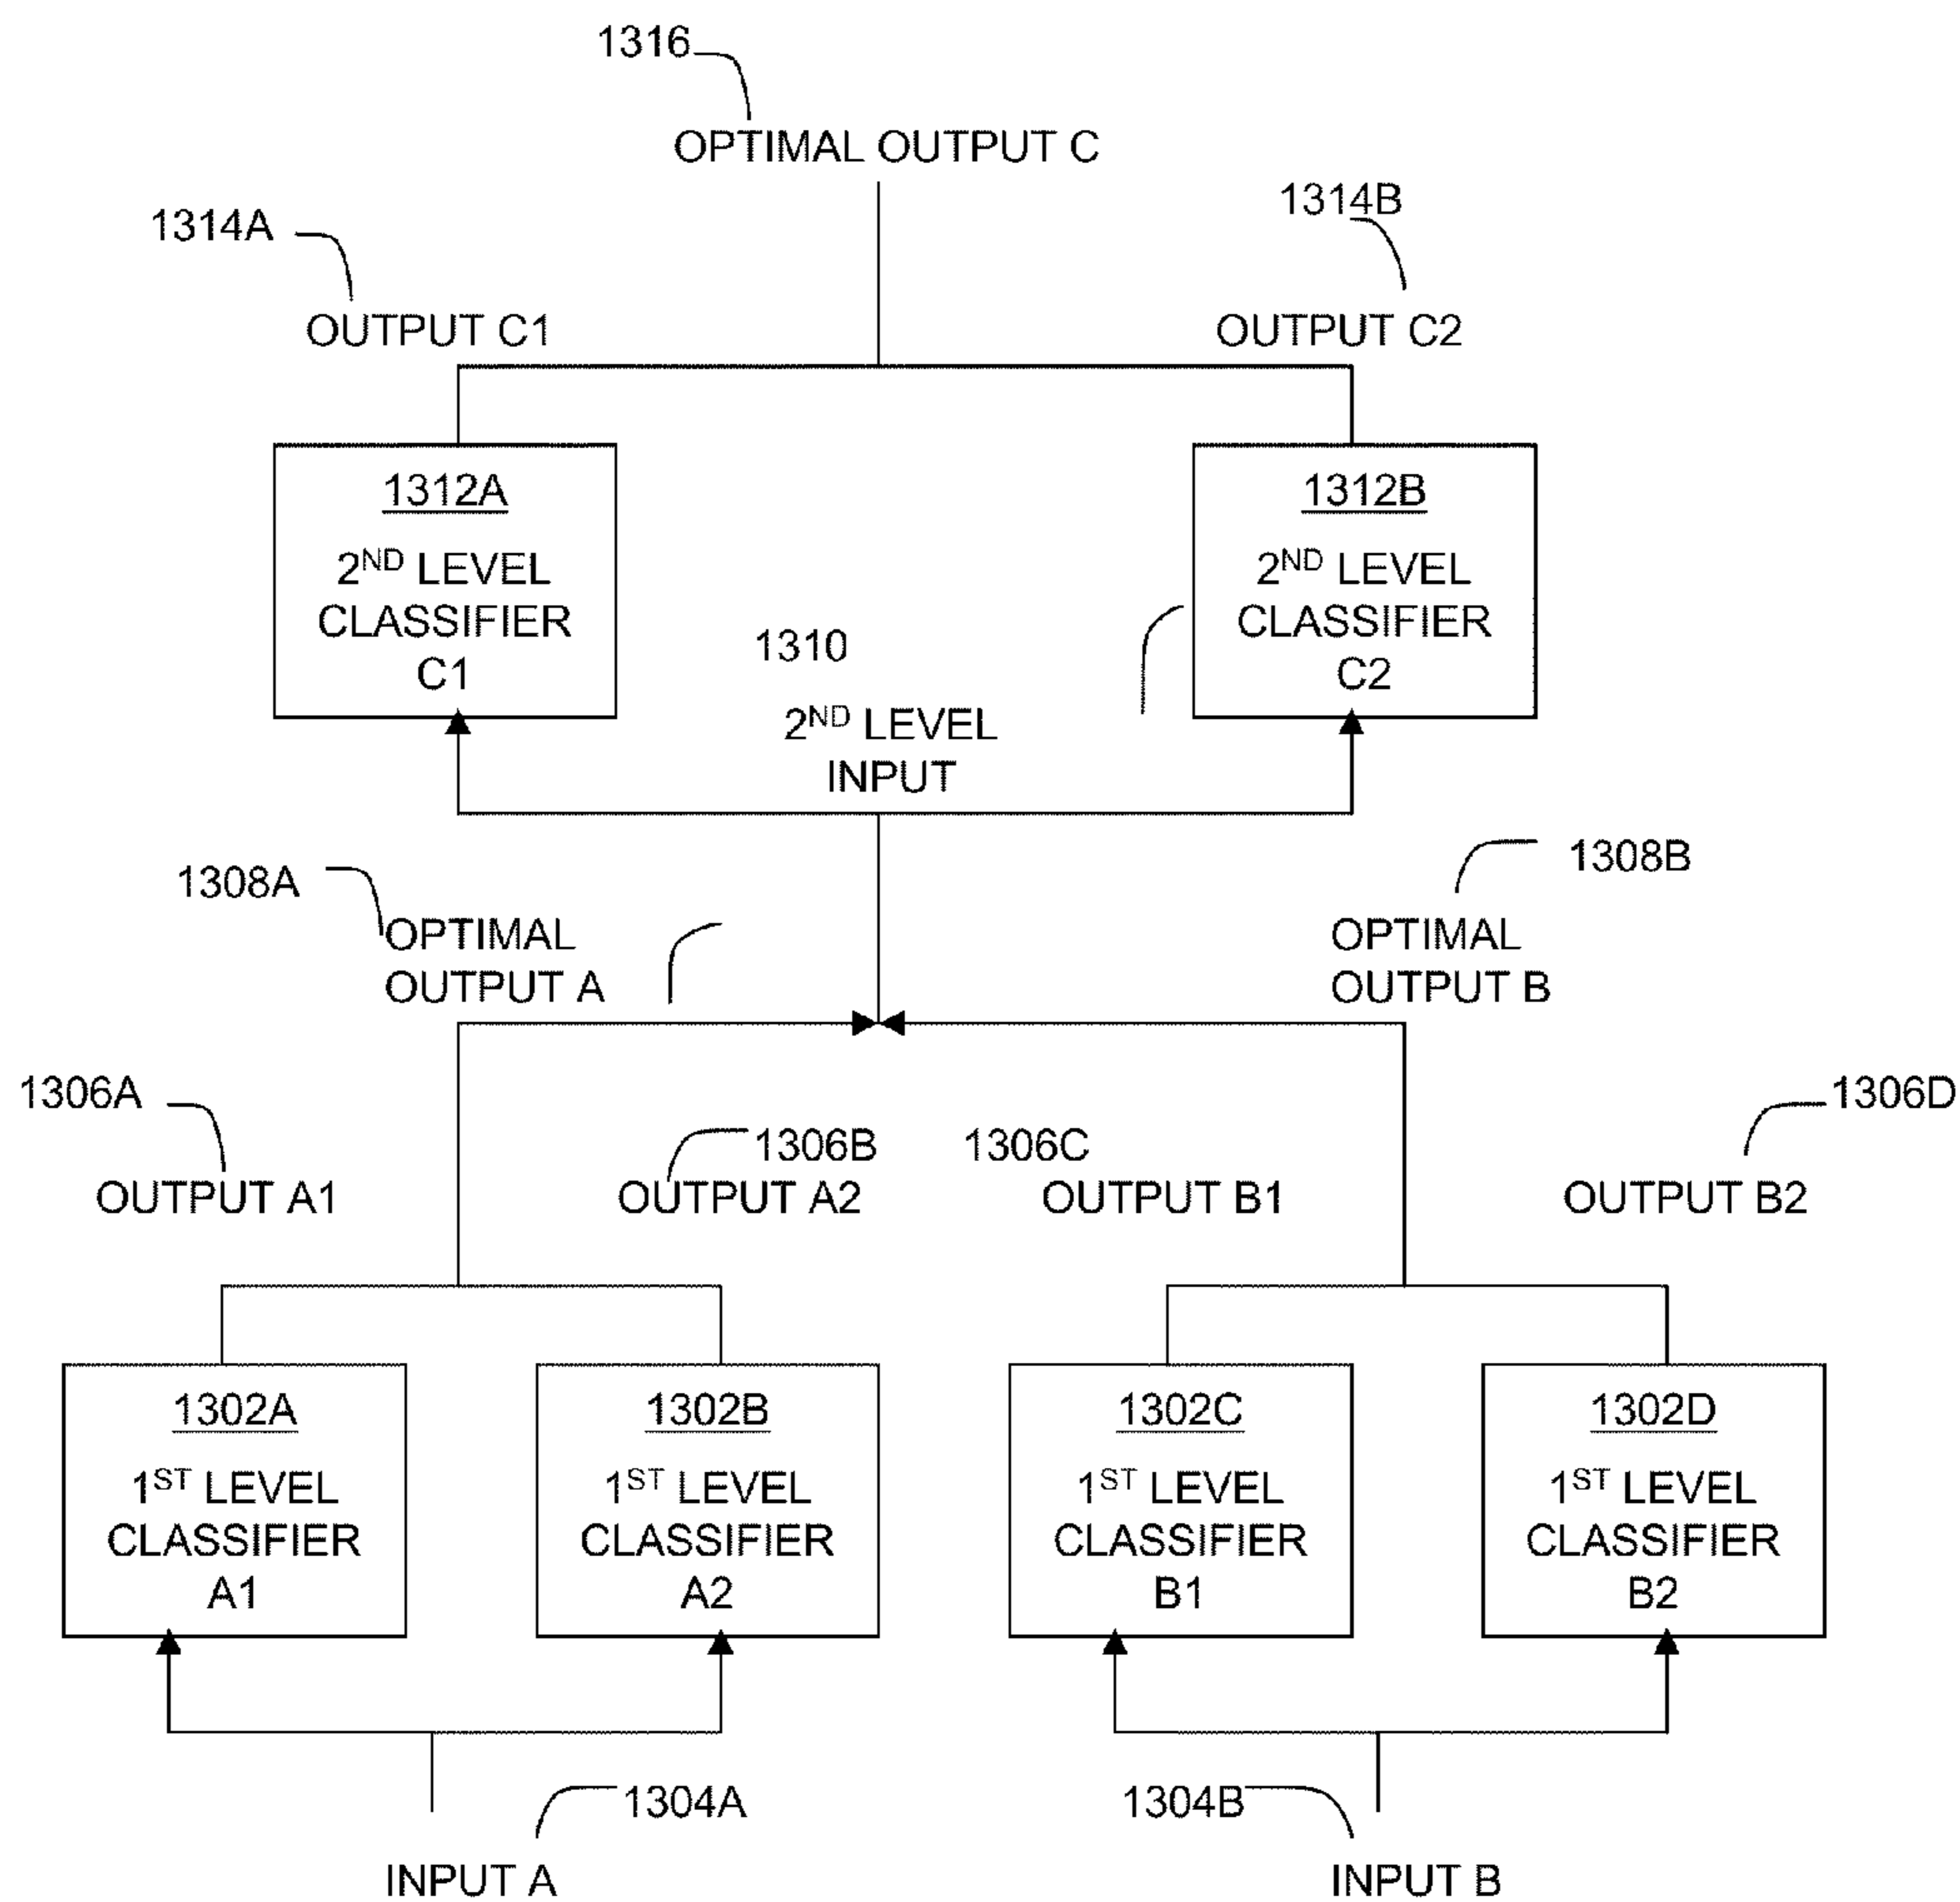 1316
OPTIMAL OUTPUT C
1314A
1314B
OUTPUT C1
OUTPUT C2
1312A
2ND LEVEL
CLASSIFIER
C1
1312B
2ND LEVEL
CLASSIFIER
C2
1310
2ND LEVEL
INPUT
1308A
OPTIMAL
OUTPUT A
1308B
OPTIMAL
OUTPUT B
1306A
OUTPUT A1
1306B
OUTPUT A2
1306C
OUTPUT B1
1306D
OUTPUT B2
1302A
1ST LEVEL
CLASSIFIER
A1
1302B
1ST LEVEL
CLASSIFIER
A2
1302C
1ST LEVEL
CLASSIFIER
B1
1302D
1ST LEVEL
CLASSIFIER
B2
1304A
INPUT A
1304B
INPUT B